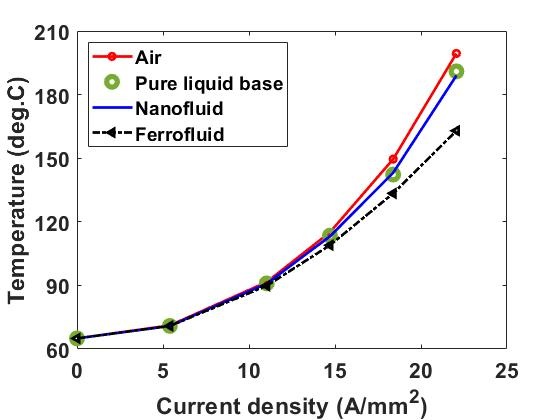 210
180
150
120
90
60
Temperature (deg.C)
Air
Pure liquid base
Nanofluid
Ferrofluid
0 5 10 15 20 25
Current density (A/mm²)